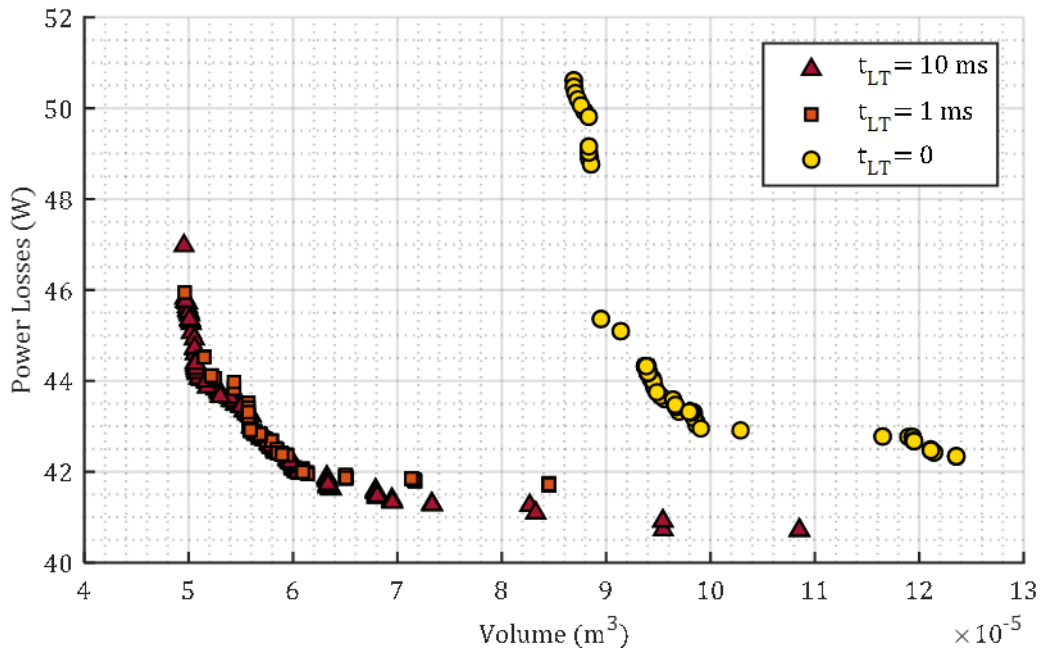 52
50
48
46
44
42
40
Power Losses (W)
t_LT = 10 ms
t_LT = 1 ms
t_LT = 0
4 5 6 7 8 9 10 11 12 13
Volume (m³)
× 10⁻⁵